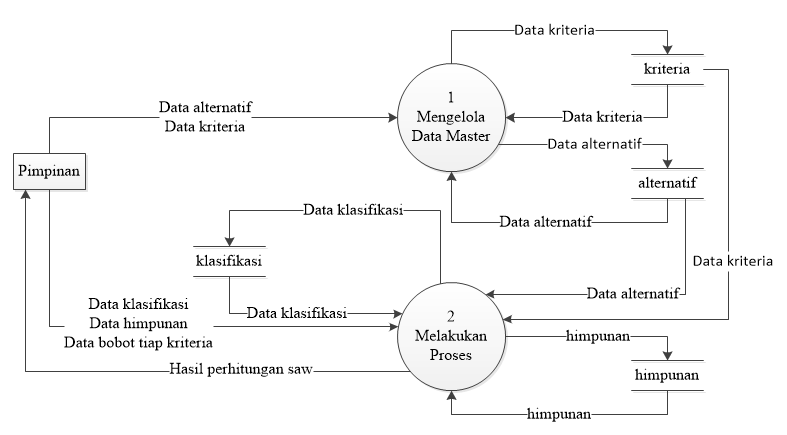 Data kriteria
kriteria
1
Mengelola
Data Master
Data alternatif
Data kriteria
Data kriteria
Data alternatif
Pimpinan
alternatif
Data klasifikasi
Data alternatif
klasifikasi
Data kriteria
Data alternatif
Data klasifikasi
Data himpunan
Data bobot tiap kriteria
Data klasifikasi
2
Melakukan
Proses
himpunan
Hasil perhitungan saw
himpunan
himpunan